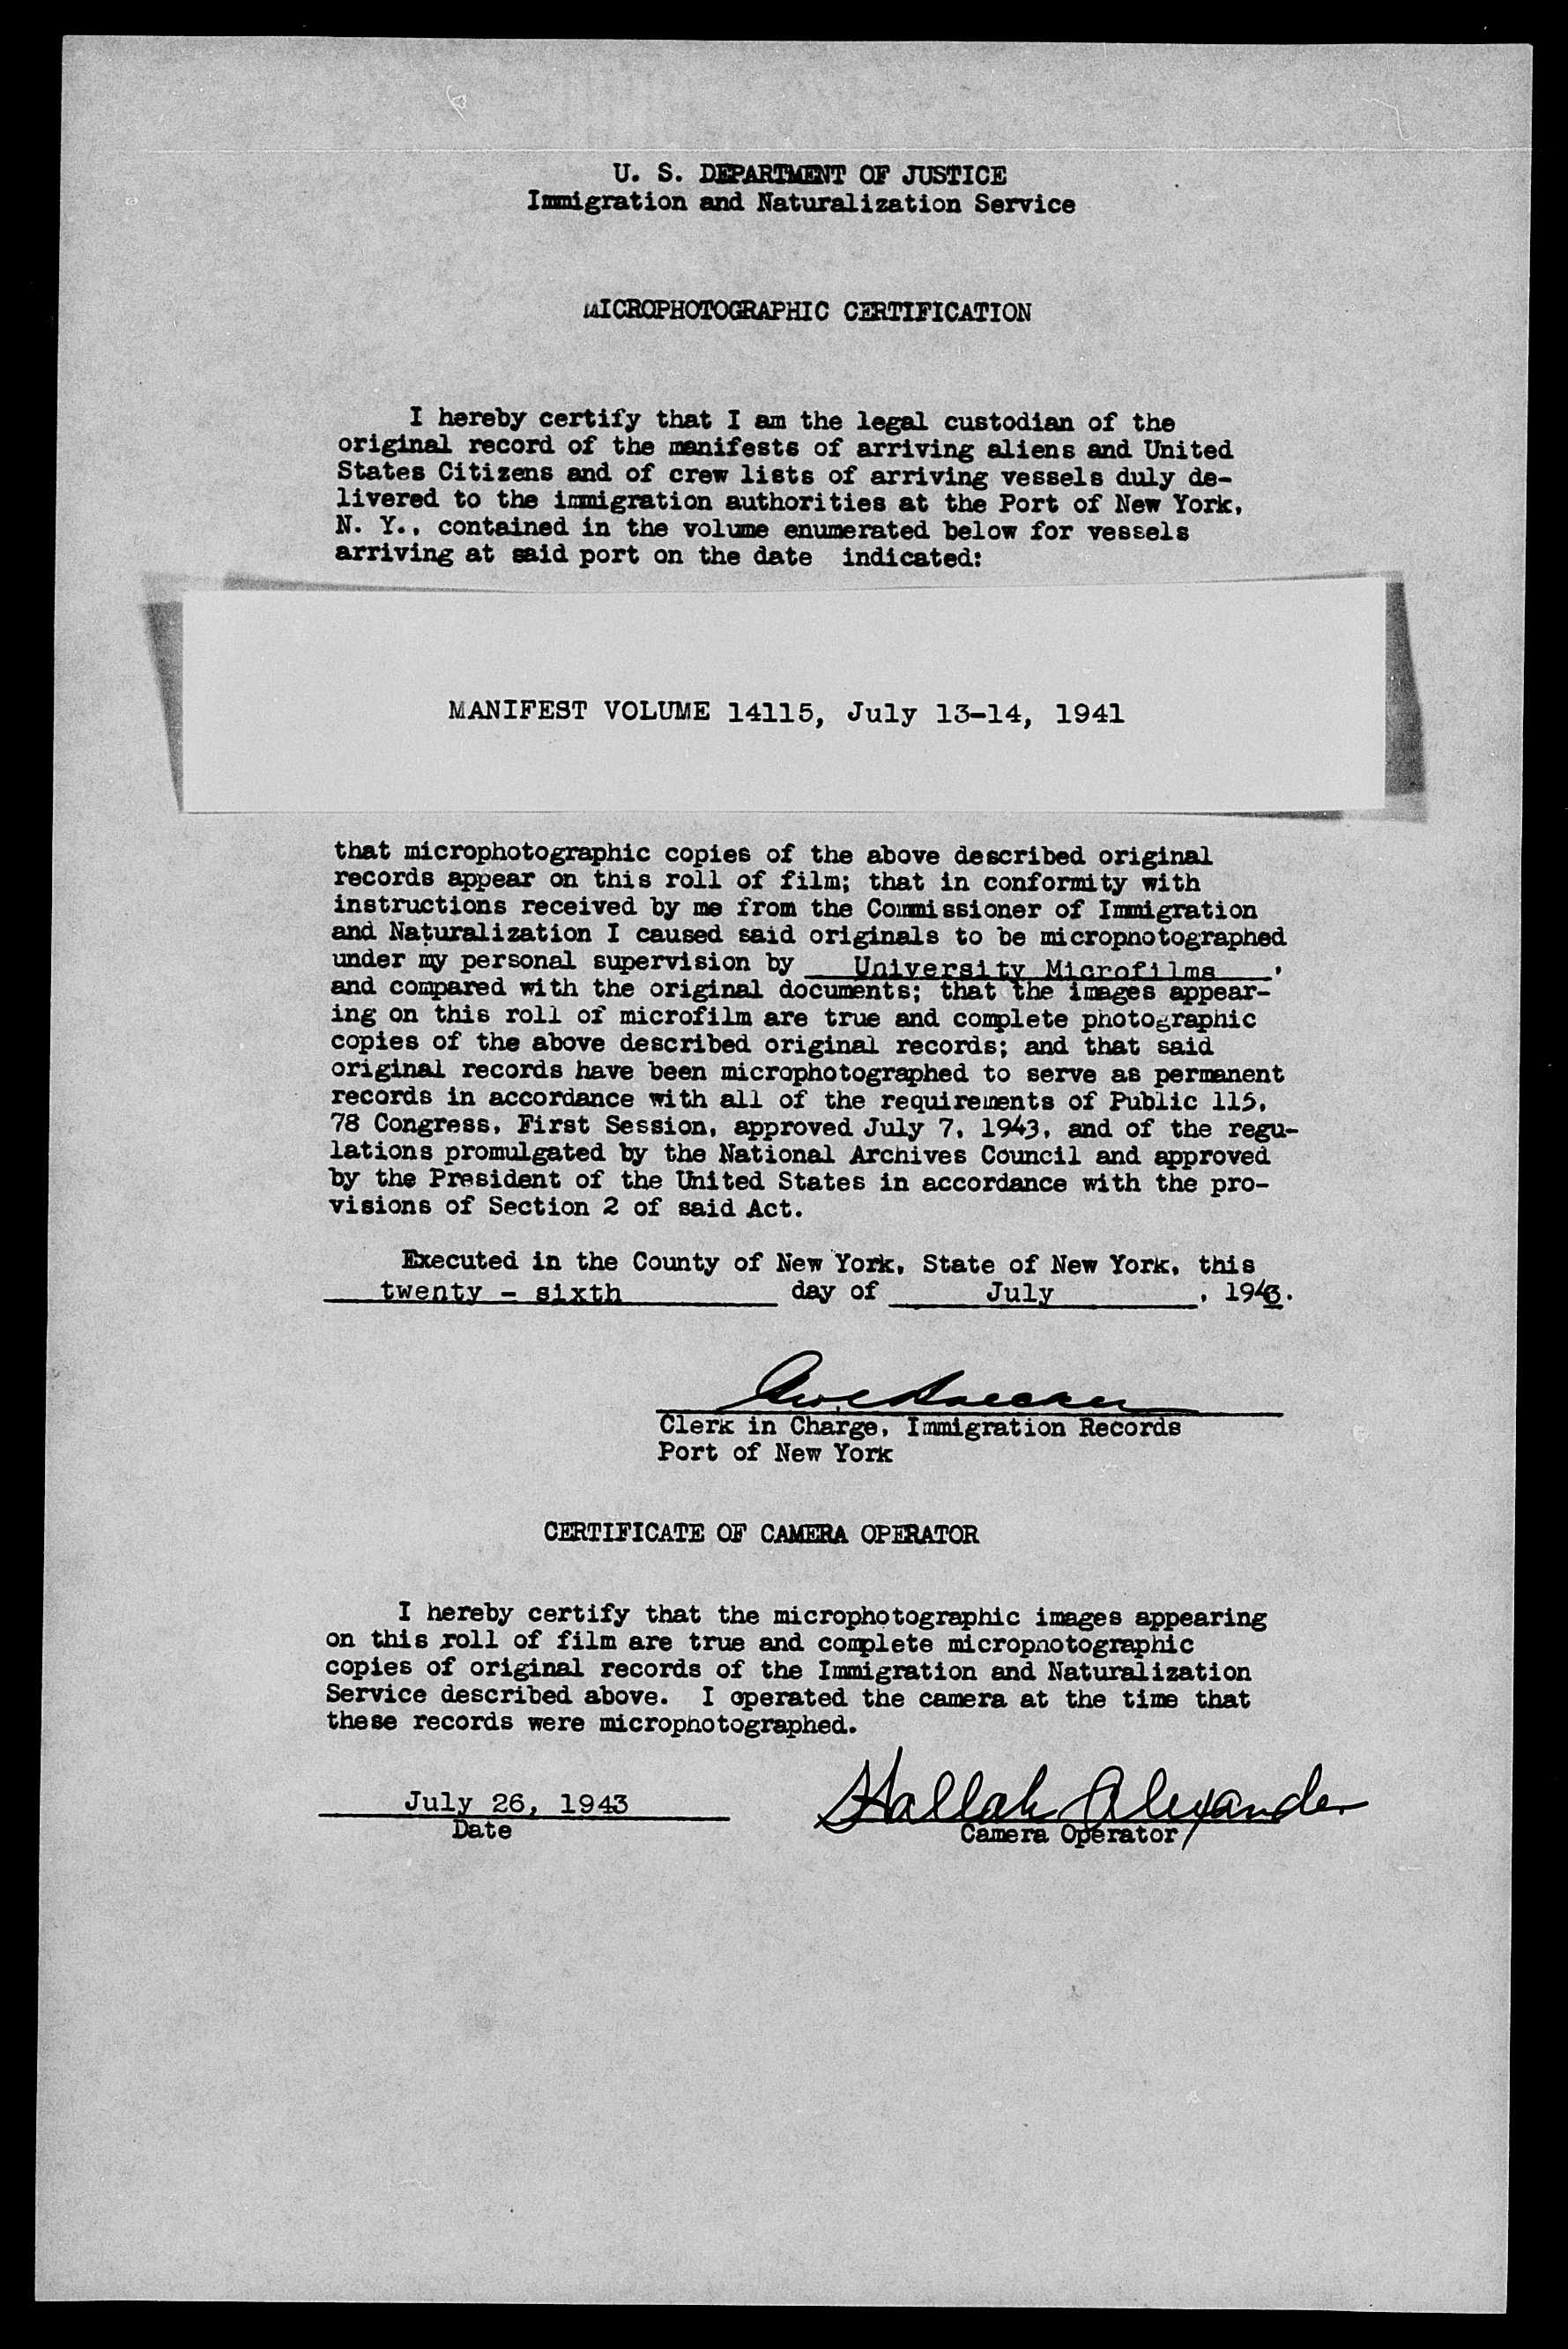 U. S. DEPARTMENT OF JUSTICE
Immigration and Naturalization Service
MICROPHOTOGRAPHIC CERTIFICATION
I hereby certify that I am the legal custodian of the
original record of the manifests of arriving aliens and United
States Citizens and of crew lists of arriving vessels duly de-
livered to the immigration authorities at the Port of New York,
N. Y., contained in the volume enumerated below for vessels
arriving at said port on the date indicated:
MANIFEST VOLUME 14115, July 13-14, 1941
that microphotographic copies of the above described original
records appear on this roll of film; that in conformity with
instructions received by me from the Commissioner of Immigration
and Naturalization I caused said originals to be microphotographed
under my personal supervision by University Microfilms,
and compared with the original documents; that the images appear-
ing on this roll of microfilm are true and complete photographic
copies of the above described original records; and that said
original records have been microphotographed to serve as permanent
records in accordance with all of the requirements of Public 115,
78 Congress, First Session, approved July 7, 1943, and of the regu-
lations promulgated by the National Archives Council and approved
by the President of the United States in accordance with the pro-
visions of Section 2 of said Act.
Executed in the County of New York, State of New York, this
twenty - sixth day of July, 1943.
Clerk in Charge, Immigration Records
Port of New York
CERTIFICATE OF CAMERA OPERATOR
I hereby certify that the microphotographic images appearing
on this roll of film are true and complete microphotographic
copies of original records of the Immigration and Naturalization
Service described above. I operated the camera at the time that
these records were microphotographed.
July 26, 1943 Hallah Alexander
Date Camera Operator